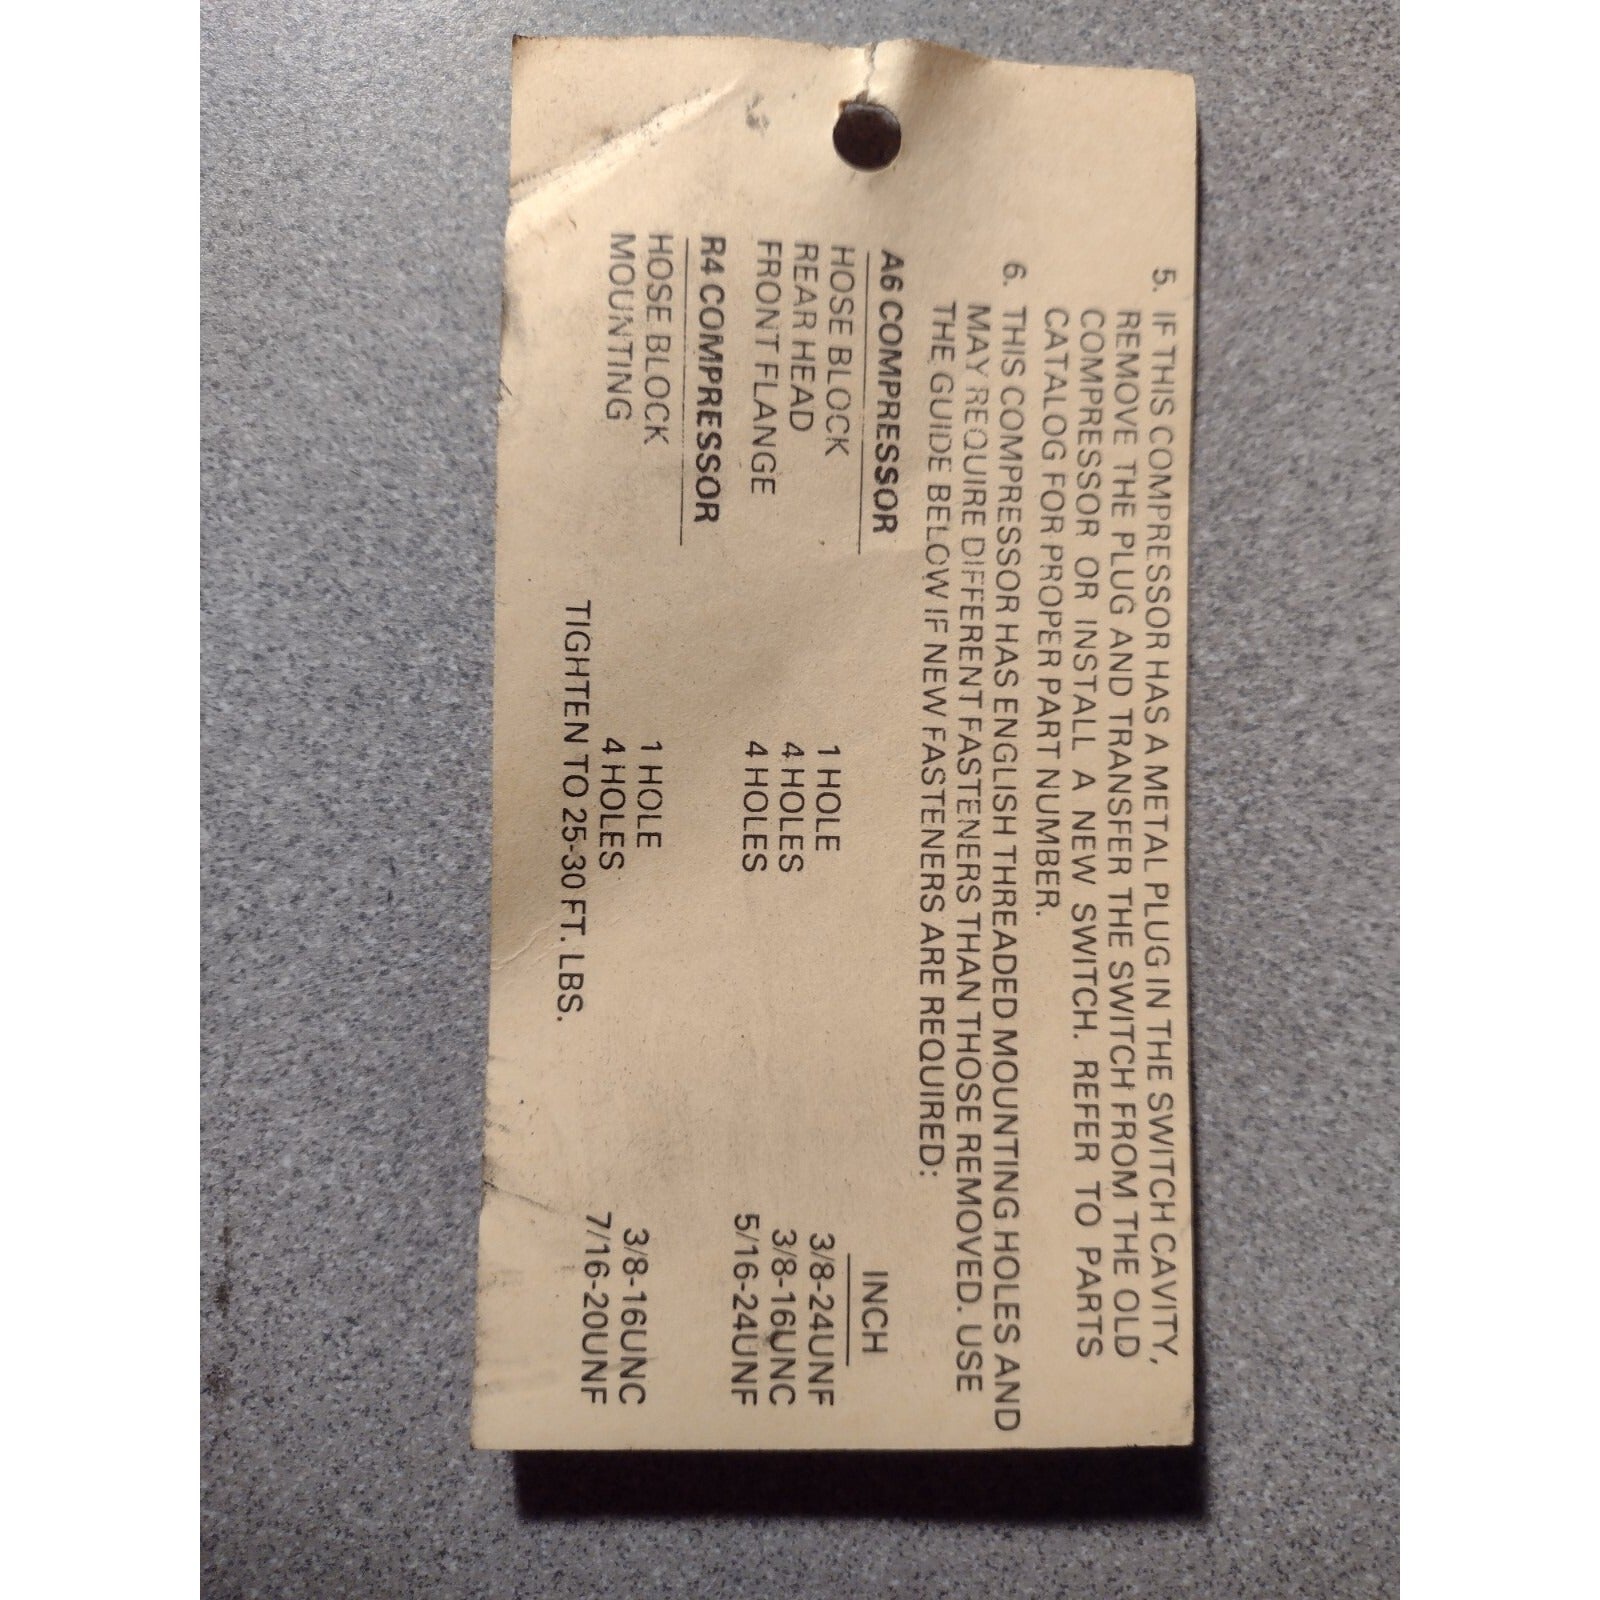 5. IF THIS COMPRESSOR HAS A METAL PLUG IN THE SWITCH CAVITY,
REMOVE THE PLUG AND TRANSFER THE SWITCH FROM THE OLD
COMPRESSOR OR INSTALL A NEW SWITCH. REFER TO PARTS
CATALOG FOR PROPER PART NUMBER.
6. THIS COMPRESSOR HAS ENGLISH THREADED MOUNTING HOLES AND
MAY REQUIRE DIFFERENT FASTENERS THAN THOSE REMOVED. USE
THE GUIDE BELOW IF NEW FASTENERS ARE REQUIRED:
A6 COMPRESSOR INCH
HOSE BLOCK 1 HOLE 3/8-24UNF
REAR HEAD 4 HOLES 3/8-16UNC
FRONT FLANGE 4 HOLES 5/16-24UNF
R4 COMPRESSOR
HOSE BLOCK 1 HOLE 3/8-16UNC
MOUNTING 4 HOLES 7/16-20UNF
TIGHTEN TO 25-30 FT. LBS.